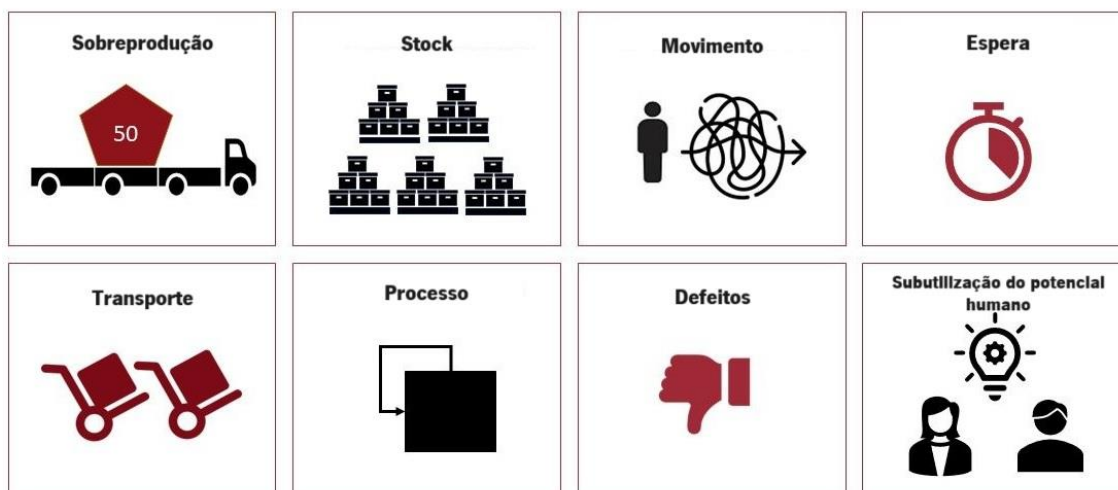 Sobreprodução
50
Stock
Movimento
Espera
Transporte
Processo
Defeitos
Subutilização do potencial
humano